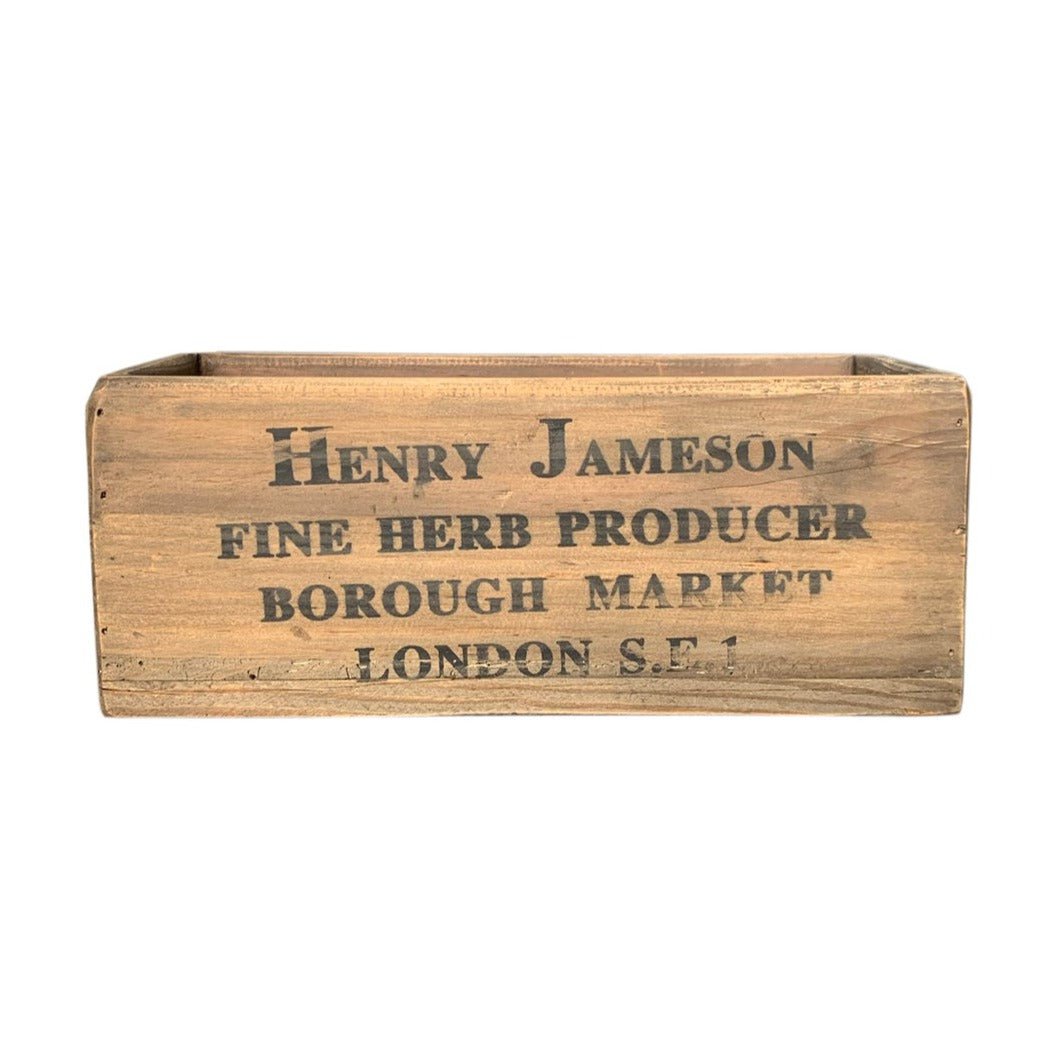 HENRY JAMESON
FINE HERB PRODUCER
BOROUGH MARKET
LONDON S.E.1